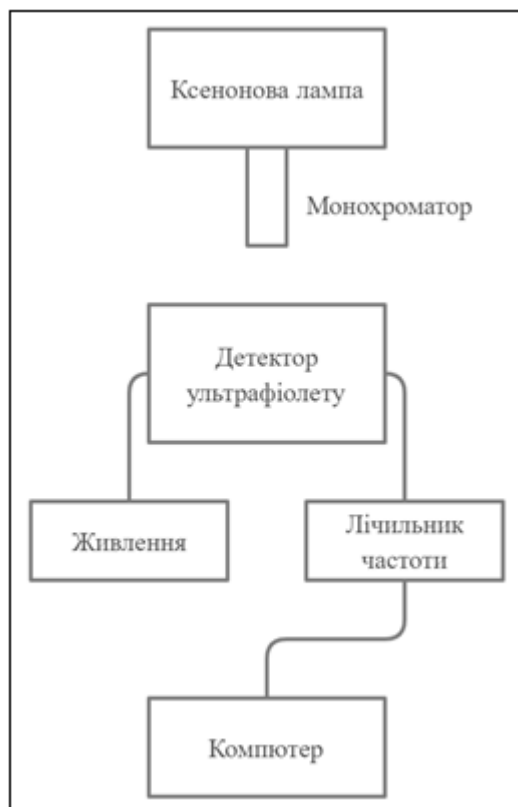 Ксенонова лампа
Монохроматор
Детектор
ультрафіолету
Живлення
Лічильник
частоти
Компютер